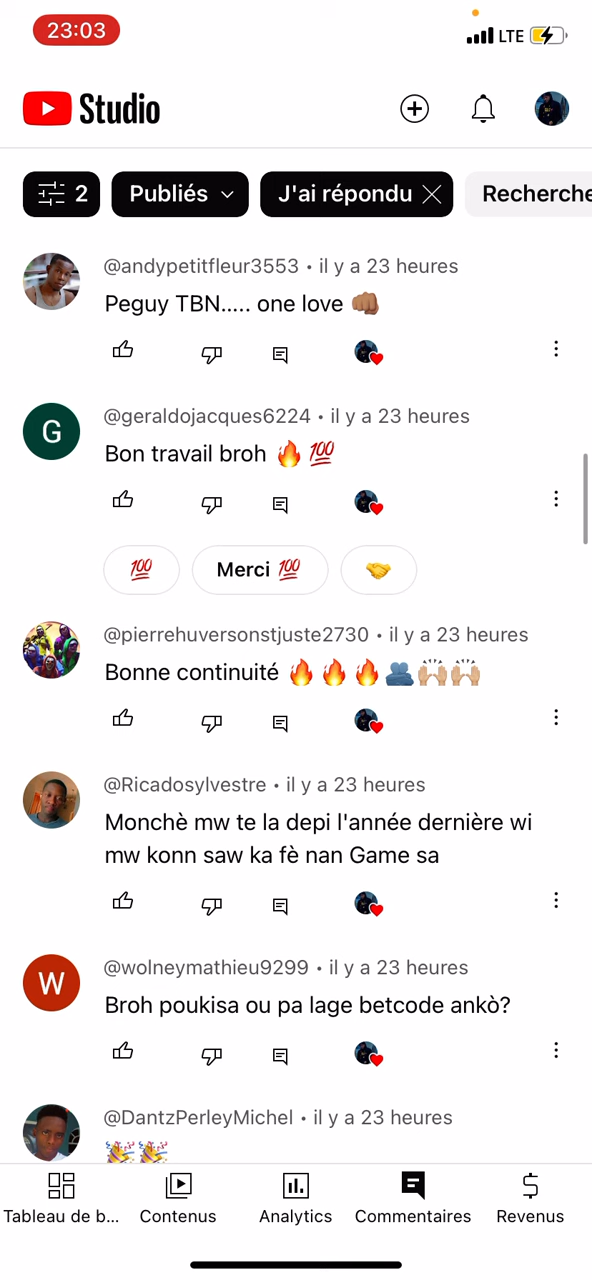 23:03
LTE
Studio
2
Publiés
J'ai répondu
Recherche
@andypetitfleur3553 • il y a 23 heures
Peguy TBN..... one love 👊🏽
G
@geraldojacques6224 • il y a 23 heures
Bon travail broh 🔥 💯
💯
Merci 💯
🤝
@pierrehuversonstjuste2730 • il y a 23 heures
Bonne continuité 🔥🔥🔥🫂🙌🏼🙌🏼
@Ricadosylvestre • il y a 23 heures
Monchè mw te la depi l'année dernière wi
mw konn saw ka fè nan Game sa
W
@wolneymathieu9299 • il y a 23 heures
Broh poukisa ou pa lage betcode ankò?
@DantzPerleyMichel • il y a 23 heures
🎉🎉
Tableau de b...
Contenus
Analytics
Commentaires
Revenus